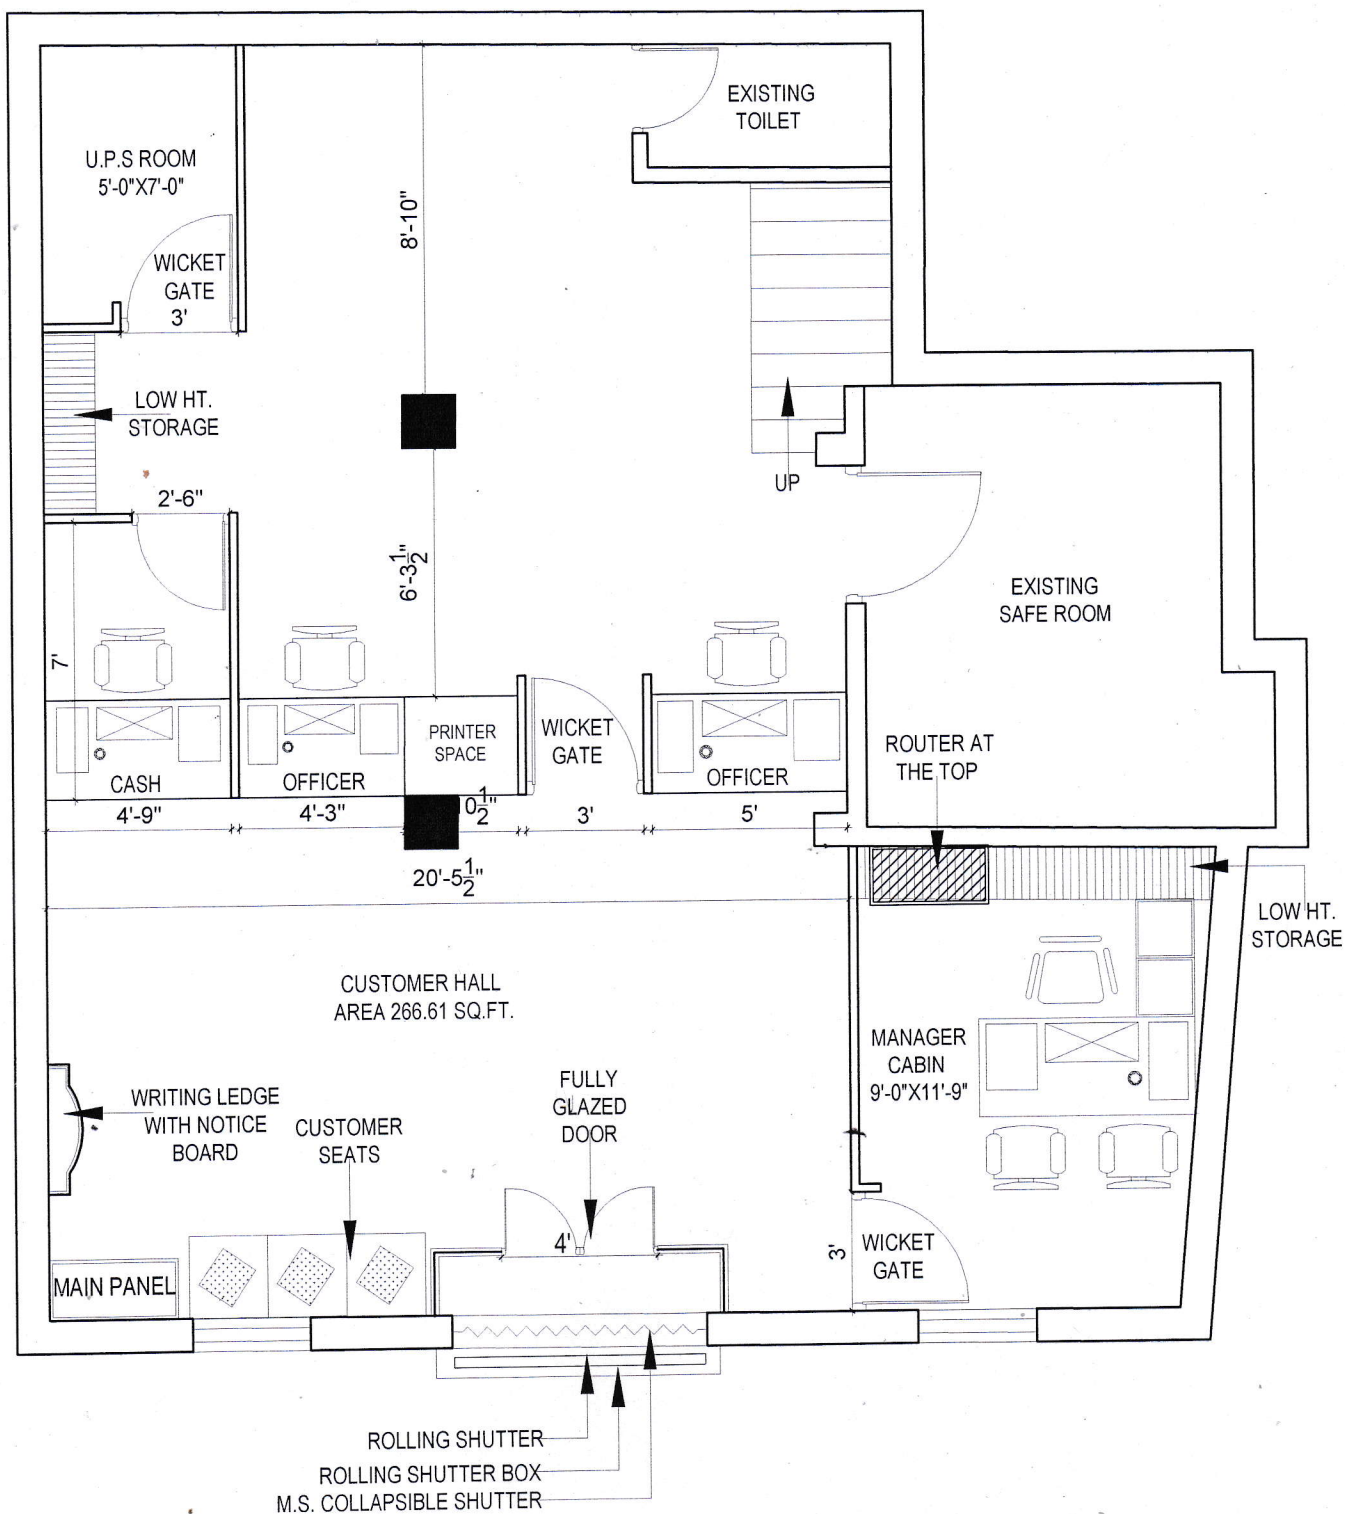 EXISTING
TOILET
U.P.S ROOM
5'-0"X7'-0"
8'-10"
WICKET
GATE
3'
LOW HT.
STORAGE
UP
2'-6"
6'-3½"
EXISTING
SAFE ROOM
7'
PRINTER
SPACE
WICKET
GATE
ROUTER AT
THE TOP
CASH
OFFICER
OFFICER
4'-9"
4'-3"
0½"
3'
5'
20'-5½"
LOW HT.
STORAGE
CUSTOMER HALL
AREA 266.61 SQ.FT.
MANAGER
CABIN
9'-0"X11'-9"
FULLY
GLAZED
DOOR
WRITING LEDGE
WITH NOTICE
BOARD
CUSTOMER
SEATS
4'
3'
WICKET
GATE
MAIN PANEL
ROLLING SHUTTER
ROLLING SHUTTER BOX
M.S. COLLAPSIBLE SHUTTER